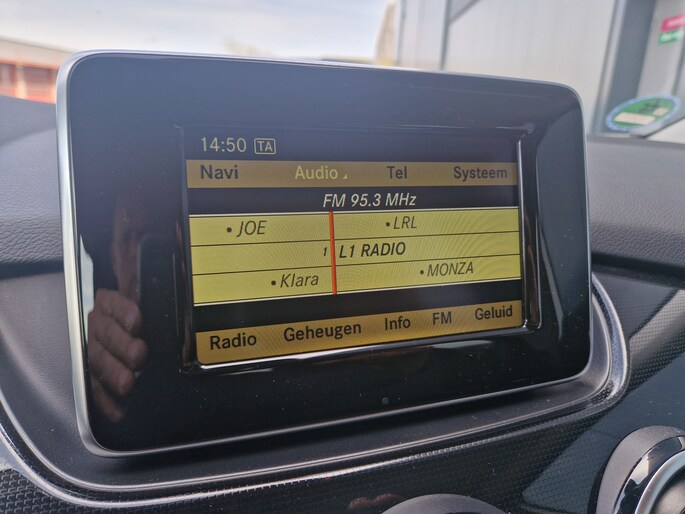 14:50 TA
Navi Audio Tel Systeem
FM 95.3 MHz
• JOE • LRL
1 L1 RADIO
• Klara • MONZA
Radio Geheugen Info FM Geluid